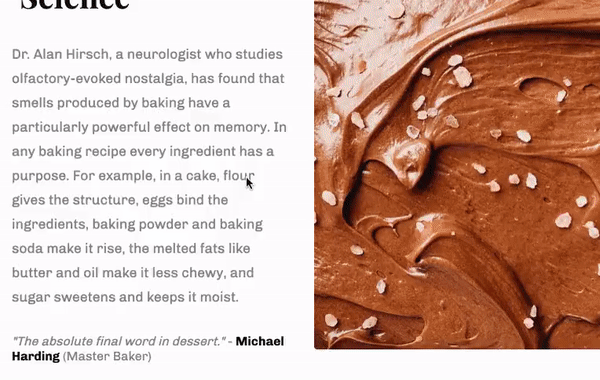 Science
Dr. Alan Hirsch, a neurologist who studies
olfactory-evoked nostalgia, has found that
smells produced by baking have a
particularly powerful effect on memory. In
any baking recipe every ingredient has a
purpose. For example, in a cake, flour
gives the structure, eggs bind the
ingredients, baking powder and baking
soda make it rise, the melted fats like
butter and oil make it less chewy, and
sugar sweetens and keeps it moist.
"The absolute final word in dessert." - Michael
Harding (Master Baker)